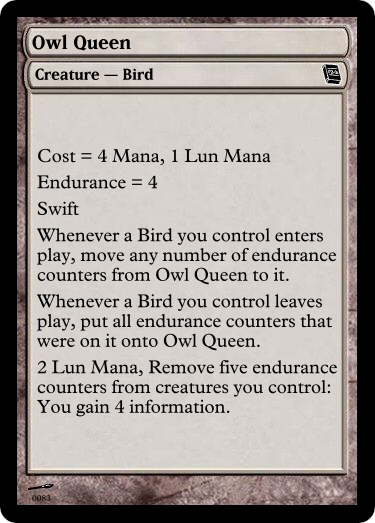 Owl Queen
Creature — Bird
Cost = 4 Mana, 1 Lun Mana
Endurance = 4
Swift
Whenever a Bird you control enters
play, move any number of endurance
counters from Owl Queen to it.
Whenever a Bird you control leaves
play, put all endurance counters that
were on it onto Owl Queen.
2 Lun Mana, Remove five endurance
counters from creatures you control:
You gain 4 information.
0083